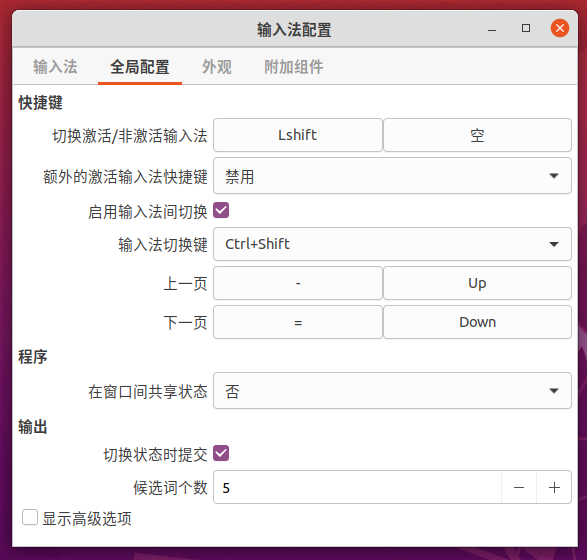 输入法配置
输入法 全局配置 外观 附加组件
快捷键
切换激活/非激活输入法 Lshift 空
额外的激活输入法快捷键 禁用
启用输入法间切换
输入法切换键 Ctrl+Shift
上一页 - Up
下一页 = Down
程序
在窗口间共享状态 否
输出
切换状态时提交
候选词个数 5
显示高级选项